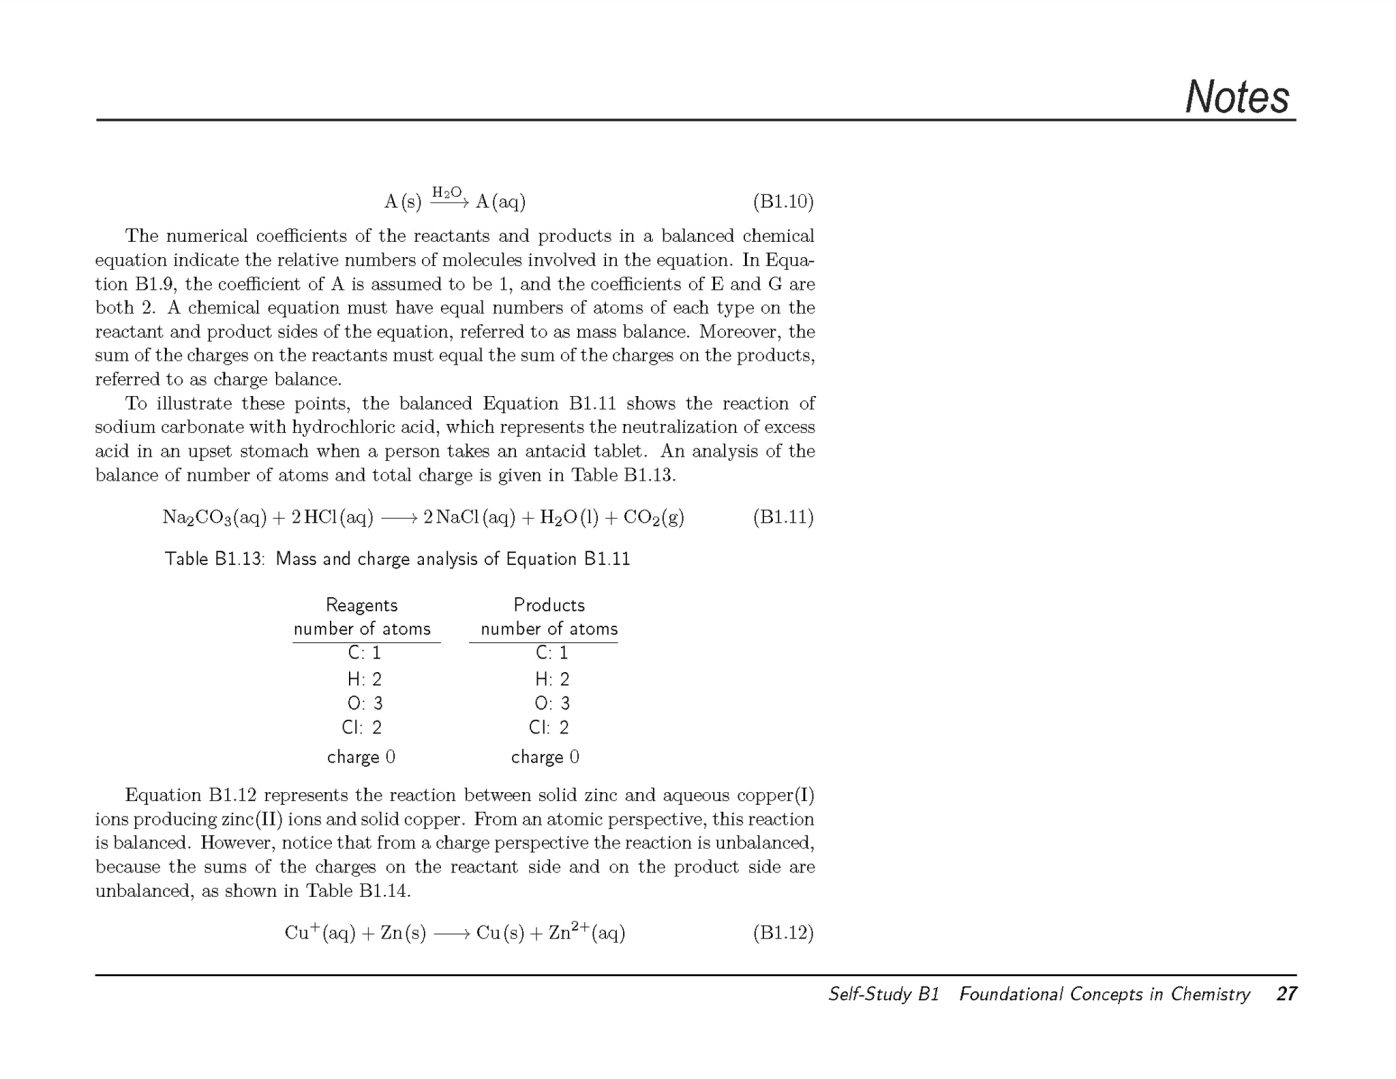 Notes
A(s) H₂O⟶ A(aq) (B1.10)
The numerical coefficients of the reactants and products in a balanced chemical
equation indicate the relative numbers of molecules involved in the equation. In Equa-
tion B1.9, the coefficient of A is assumed to be 1, and the coefficients of E and G are
both 2. A chemical equation must have equal numbers of atoms of each type on the
reactant and product sides of the equation, referred to as mass balance. Moreover, the
sum of the charges on the reactants must equal the sum of the charges on the products,
referred to as charge balance.
To illustrate these points, the balanced Equation B1.11 shows the reaction of
sodium carbonate with hydrochloric acid, which represents the neutralization of excess
acid in an upset stomach when a person takes an antacid tablet. An analysis of the
balance of number of atoms and total charge is given in Table B1.13.
Na₂CO₃(aq) + 2 HCl(aq) ⟶ 2 NaCl(aq) + H₂O(l) + CO₂(g) (B1.11)
Table B1.13: Mass and charge analysis of Equation B1.11
Reagents Products
number of atoms number of atoms
C: 1 C: 1
H: 2 H: 2
O: 3 O: 3
Cl: 2 Cl: 2
charge 0 charge 0
Equation B1.12 represents the reaction between solid zinc and aqueous copper(I)
ions producing zinc(II) ions and solid copper. From an atomic perspective, this reaction
is balanced. However, notice that from a charge perspective the reaction is unbalanced,
because the sums of the charges on the reactant side and on the product side are
unbalanced, as shown in Table B1.14.
Cu⁺(aq) + Zn(s) ⟶ Cu(s) + Zn²⁺(aq) (B1.12)
Self-Study B1 Foundational Concepts in Chemistry 27